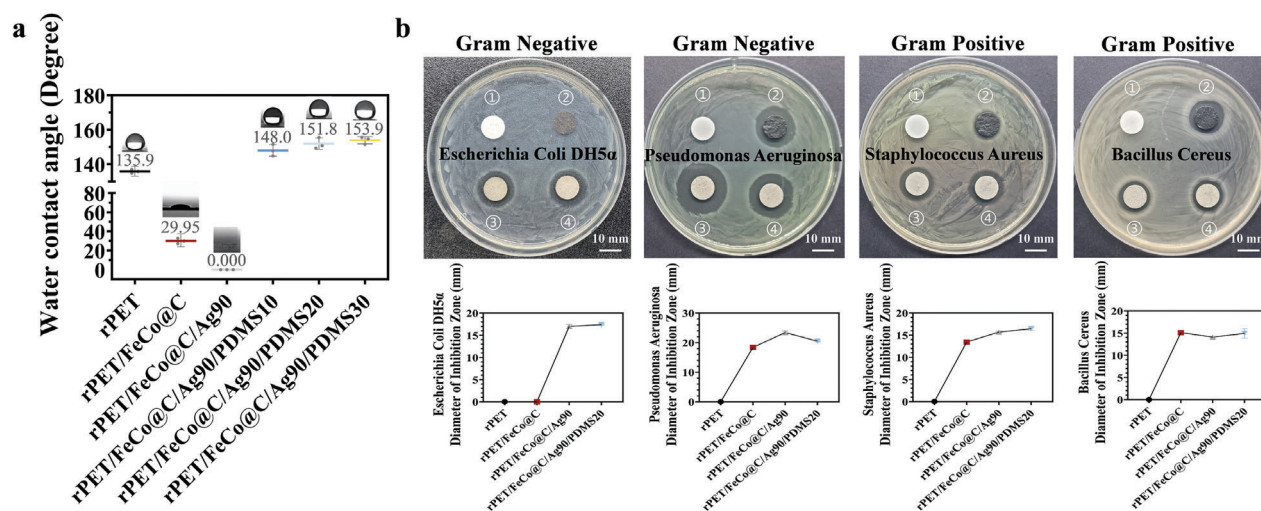 a
Water contact angle (Degree)
180
160
140
80
60
40
20
0
135.9
29.95
0.000
148.0
151.8
153.9
rPET
rPET/FeCo@C
rPET/FeCo@C/Ag90
rPET/FeCo@C/Ag90/PDMS10
rPET/FeCo@C/Ag90/PDMS20
rPET/FeCo@C/Ag90/PDMS30
b
Gram Negative
①
②
Escherichia Coli DH5α
③
④
10 mm
Gram Negative
①
②
Pseudomonas Aeruginosa
③
④
10 mm
Gram Positive
①
②
Staphylococcus Aureus
③
④
10 mm
Gram Positive
①
②
Bacillus Cereus
③
④
10 mm
Escherichia Coli DH5α
Diameter of Inhibition Zone (mm)
20
15
10
5
0
rPET
rPET/FeCo@C
rPET/FeCo@C/Ag90
rPET/FeCo@C/Ag90/PDMS20
Pseudomonas Aeruginosa
Diameter of Inhibition Zone (mm)
30
20
10
0
rPET
rPET/FeCo@C
rPET/FeCo@C/Ag90
rPET/FeCo@C/Ag90/PDMS20
Staphylococcus Aureus
Diameter of Inhibition Zone (mm)
20
15
10
5
0
rPET
rPET/FeCo@C
rPET/FeCo@C/Ag90
rPET/FeCo@C/Ag90/PDMS20
Bacillus Cereus
Diameter of Inhibition Zone (mm)
20
15
10
5
0
rPET
rPET/FeCo@C
rPET/FeCo@C/Ag90
rPET/FeCo@C/Ag90/PDMS20